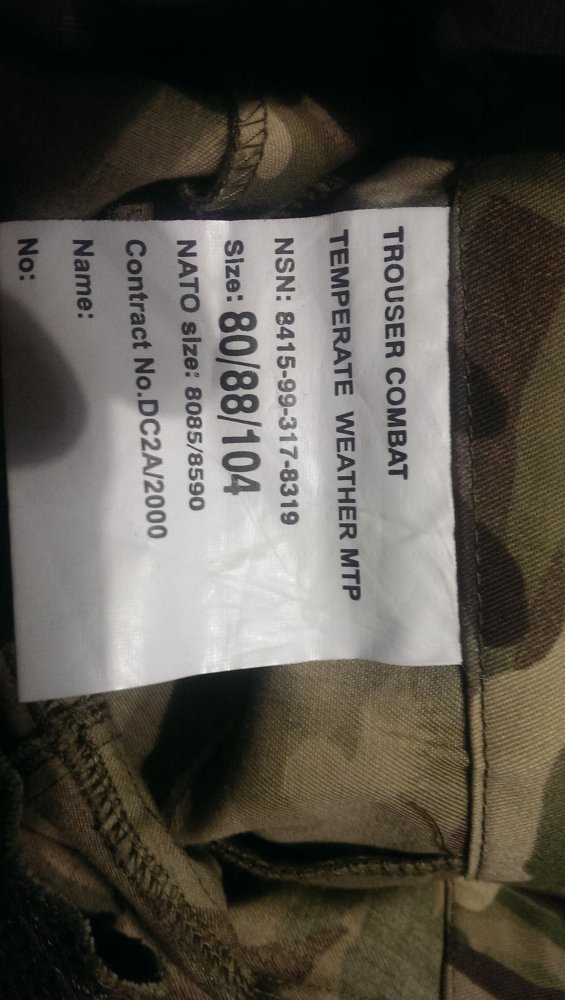 TROUSER COMBAT
TEMPERATE WEATHER MTP
NSN: 8415-99-317-8319
Size: 80/88/104
NATO size: 8085/8590
Contract No.DC2A/2000
Name:
No: